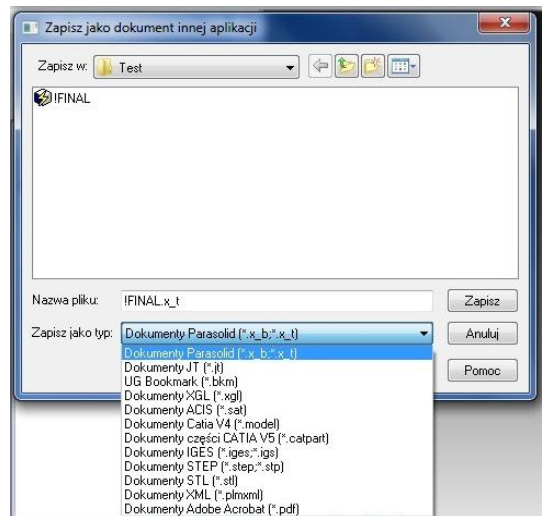 Zapisz jako dokument innej aplikacji
Zapisz w: Test
!FINAL
Nazwa pliku: !FINAL.x_t Zapisz
Zapisz jako typ: Dokumenty Parasolid (*.x_b;*.x_t) Anuluj
Dokumenty Parasolid (*.x_b;*.x_t)
Dokumenty JT (*.jt)
Pomoc
UG Bookmark (*.bkm)
Dokumenty XGL (*.xgl)
Dokumenty ACIS (*.sat)
Dokumenty Catia V4 (*.model)
Dokumenty części CATIA V5 (*.catpart)
Dokumenty IGES (*.iges;*.igs)
Dokumenty STEP (*.step;*.stp)
Dokumenty STL (*.stl)
Dokumenty XML (*.plmxml)
Dokumenty Adobe Acrobat (*.pdf)